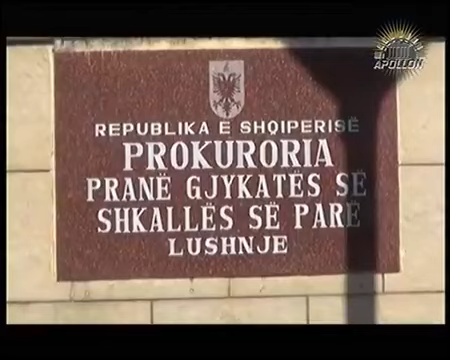 APOLLON
REPUBLIKA E SHQIPERISË
PROKURORIA
PRANË GJYKATËS SË
SHKALLËS SË PARË
LUSHNJE